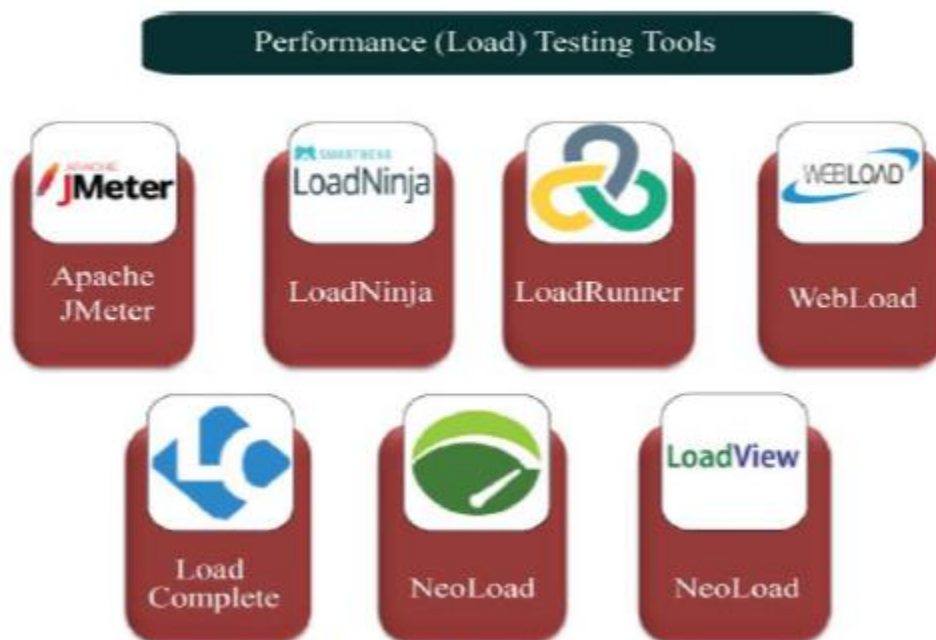 Performance (Load) Testing Tools
APACHE
JMeter
Apache
JMeter
SMARTBEAR
LoadNinja
LoadNinja
LoadRunner
WEBLOAD
WebLoad
LC
Load
Complete
NeoLoad
LoadView
NeoLoad